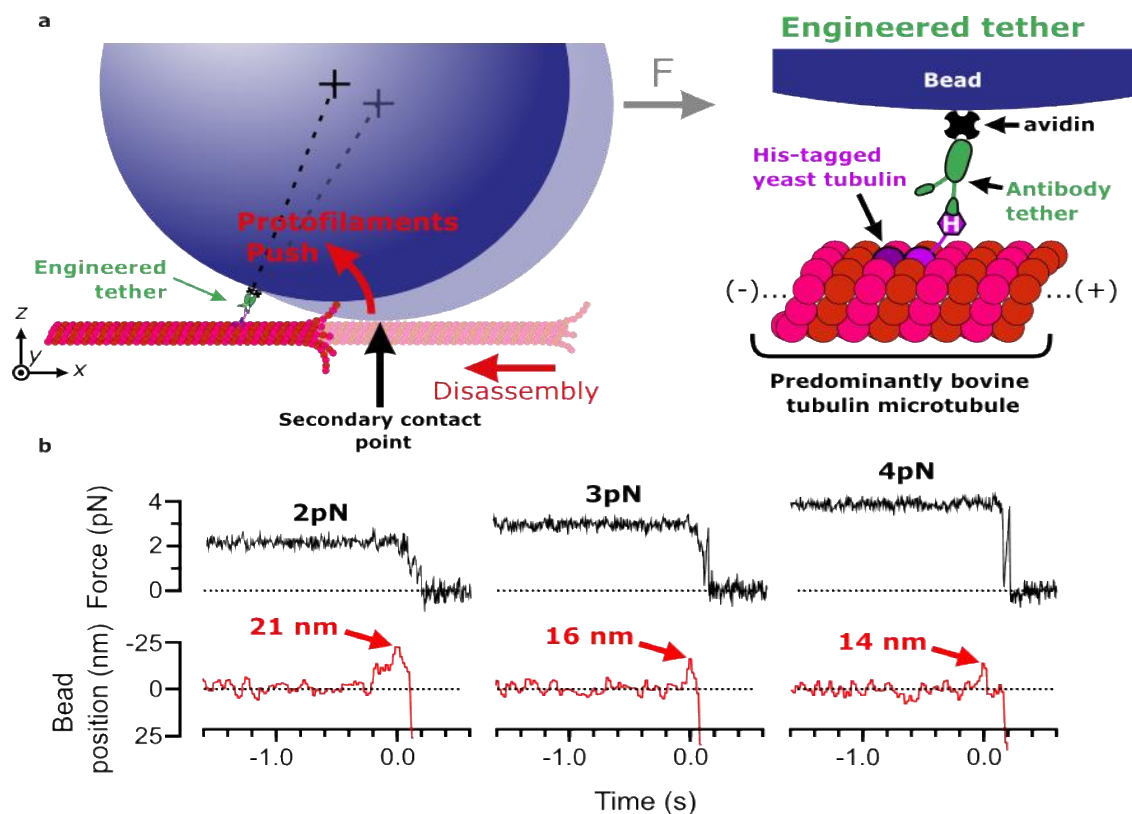 a
F
Protofilaments
Push
Engineered
tether
z
y
x
Disassembly
Secondary contact
point
Engineered tether
Bead
avidin
His-tagged
yeast tubulin
Antibody
tether
H
(-)...
...(+)
Predominantly bovine
tubulin microtubule
b
Force (pN)
4
2
0
2pN
3pN
4pN
Bead
position (nm)
-25
0
25
21 nm
16 nm
14 nm
-1.0 0.0 -1.0 0.0 -1.0 0.0
Time (s)